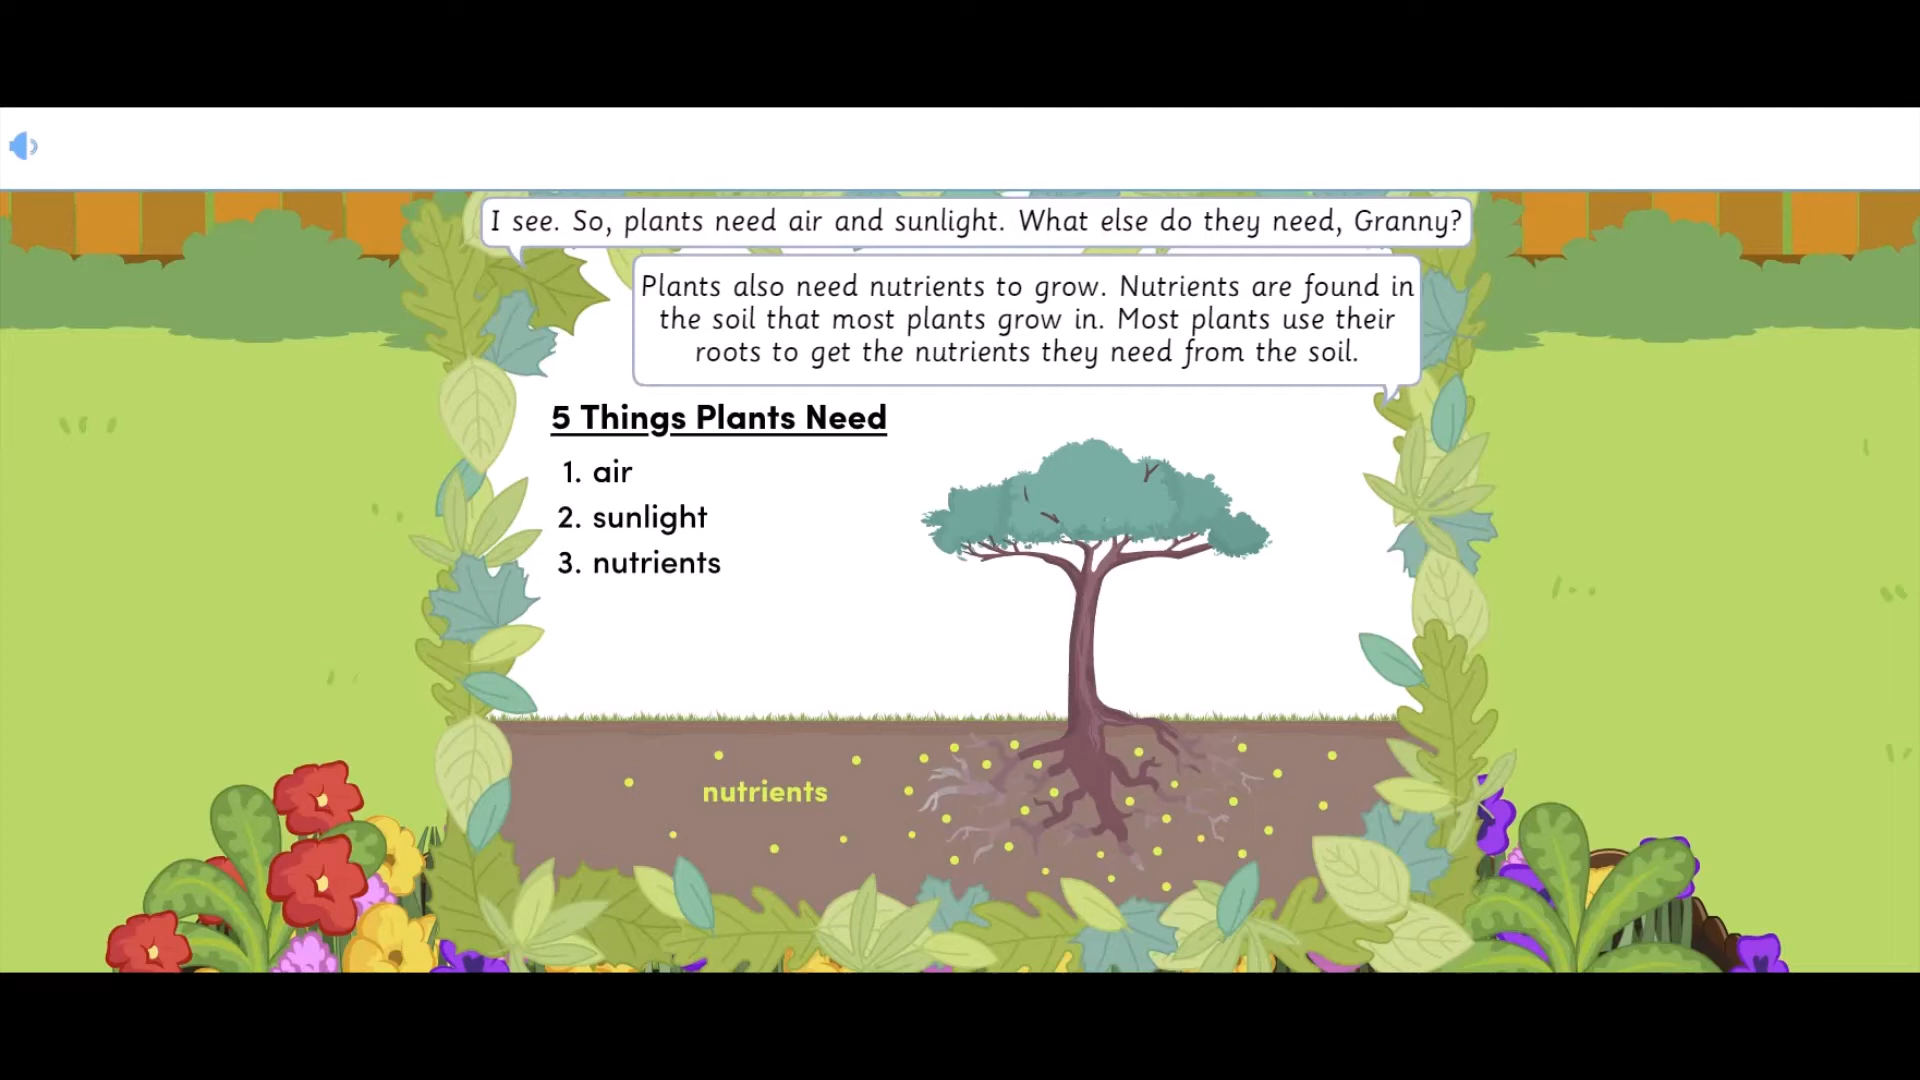 I see. So, plants need air and sunlight. What else do they need, Granny?
Plants also need nutrients to grow. Nutrients are found in
the soil that most plants grow in. Most plants use their
roots to get the nutrients they need from the soil.
5 Things Plants Need
1. air
2. sunlight
3. nutrients
nutrients